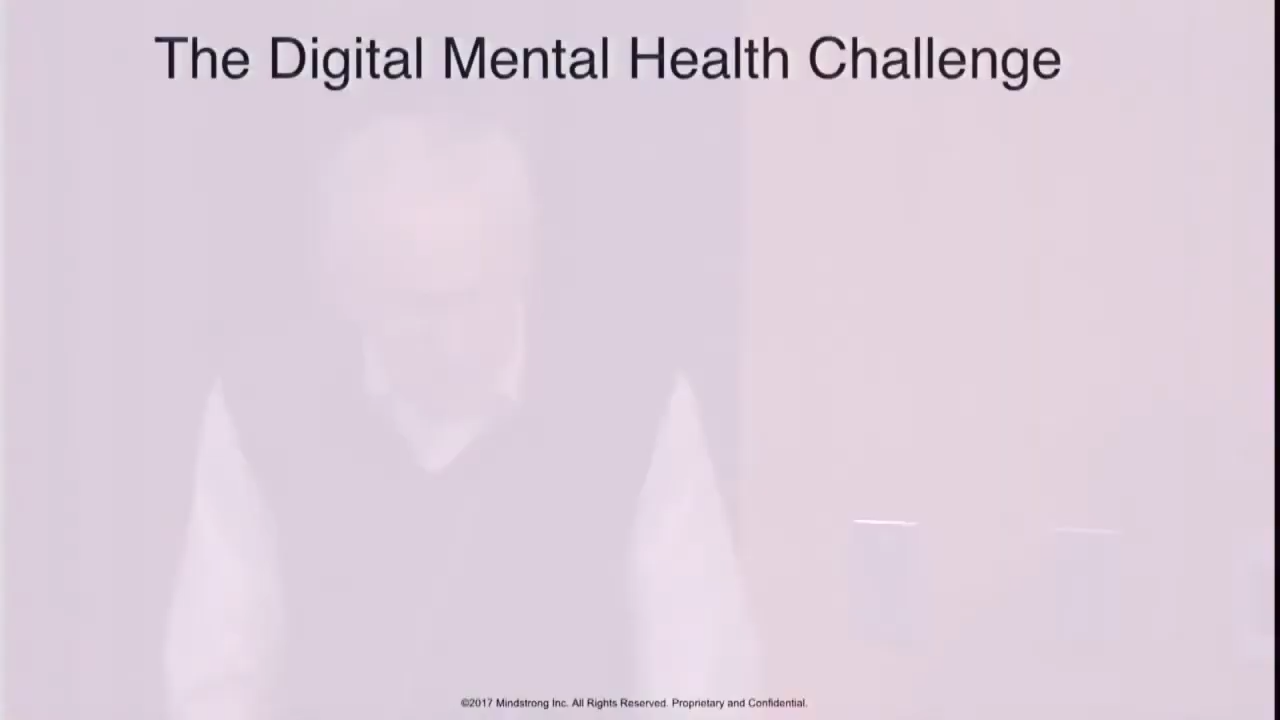 The Digital Mental Health Challenge
©2017 Mindstrong Inc. All Rights Reserved. Proprietary and Confidential.